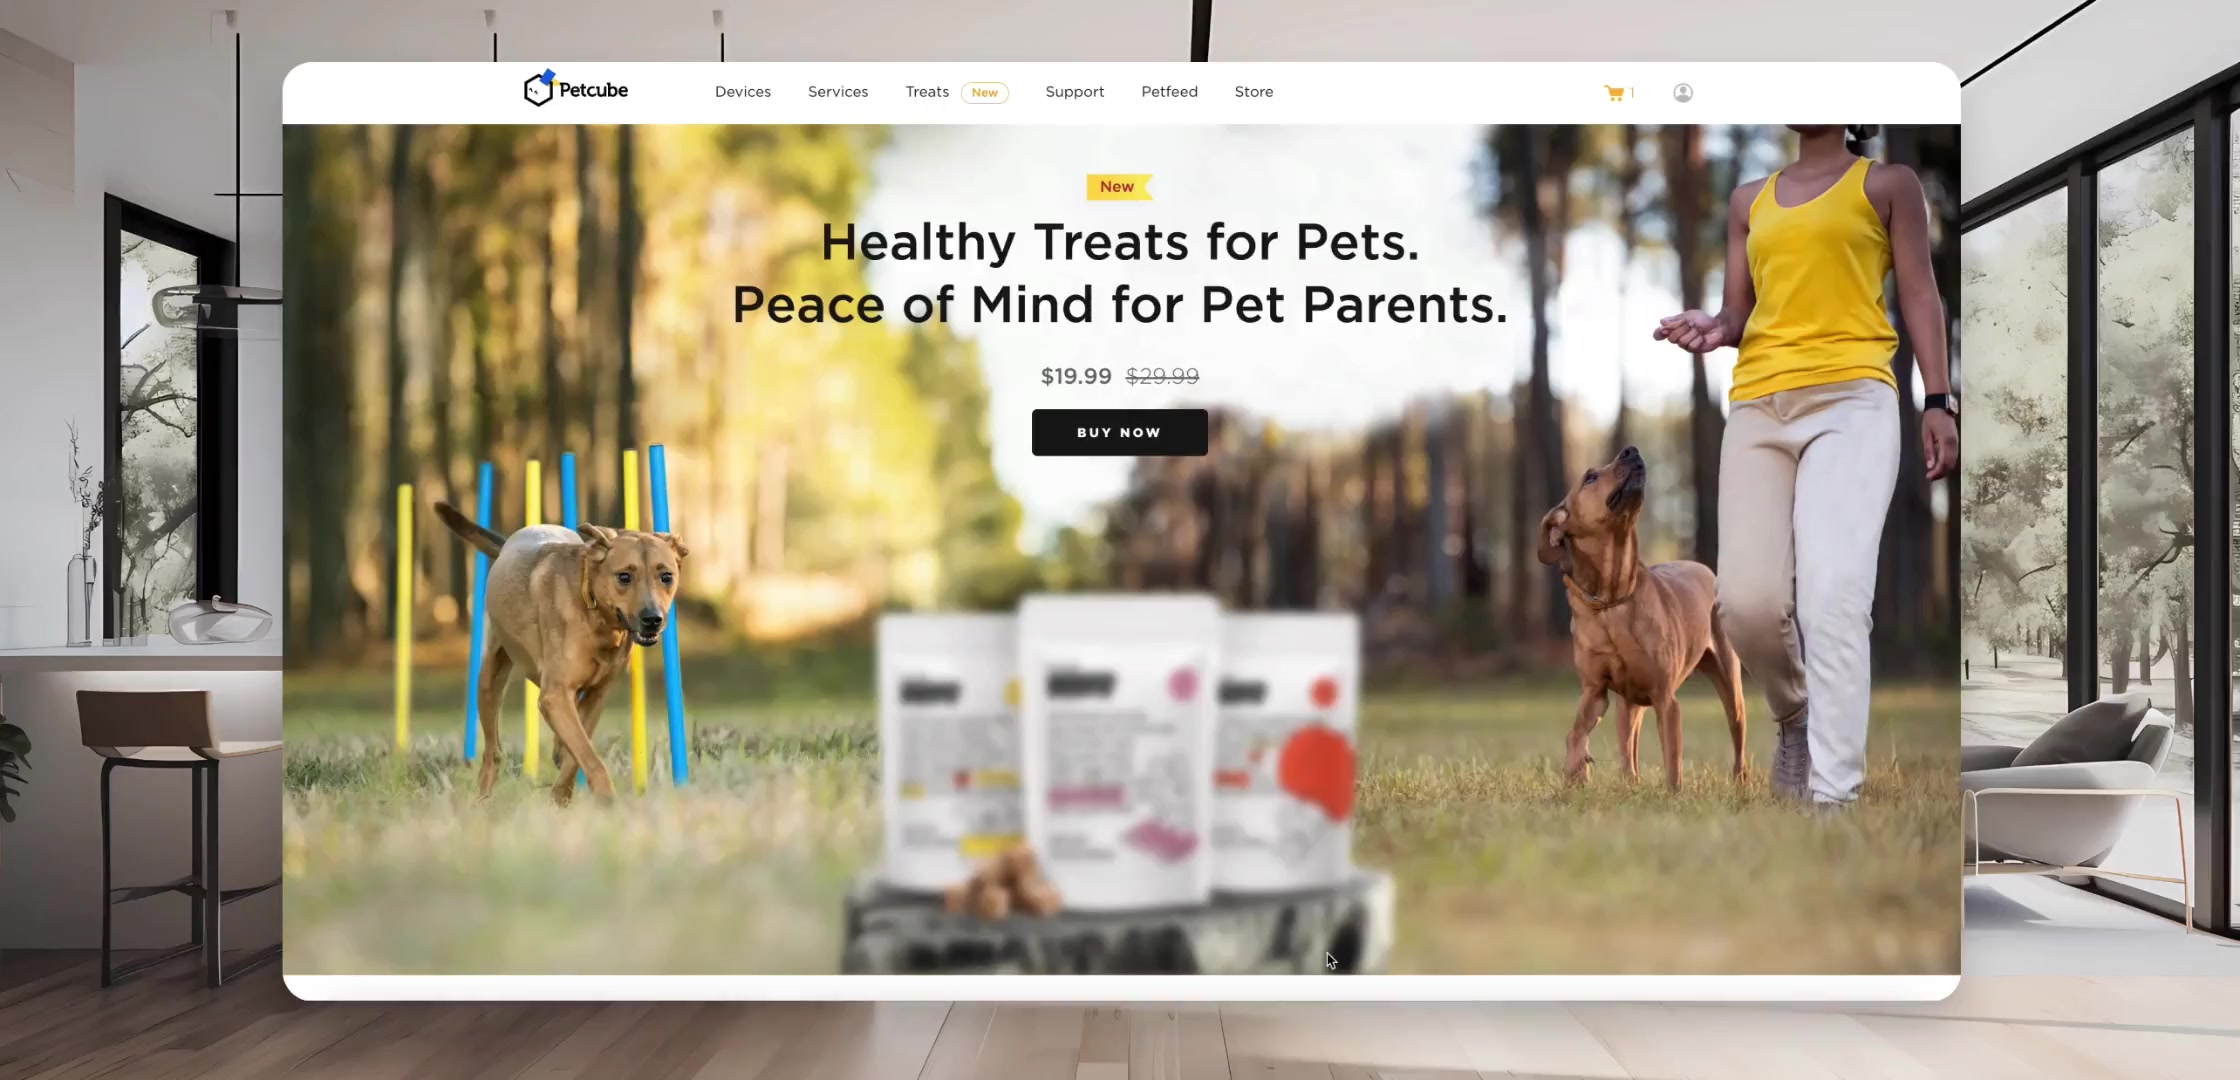 Petcube
Devices
Services
Treats
New
Support
Petfeed
Store
1
New
Healthy Treats for Pets.
Peace of Mind for Pet Parents.
$19.99 $29.99
BUY NOW